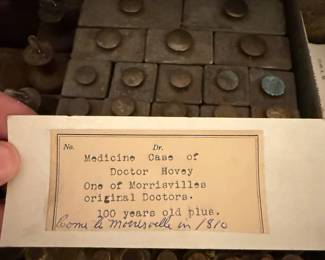 No. Dr.
Medicine Case of
Doctor Hovey
One of Morrisvilles
original Doctors.
100 years old plus.
Come to Morrisville in 1810